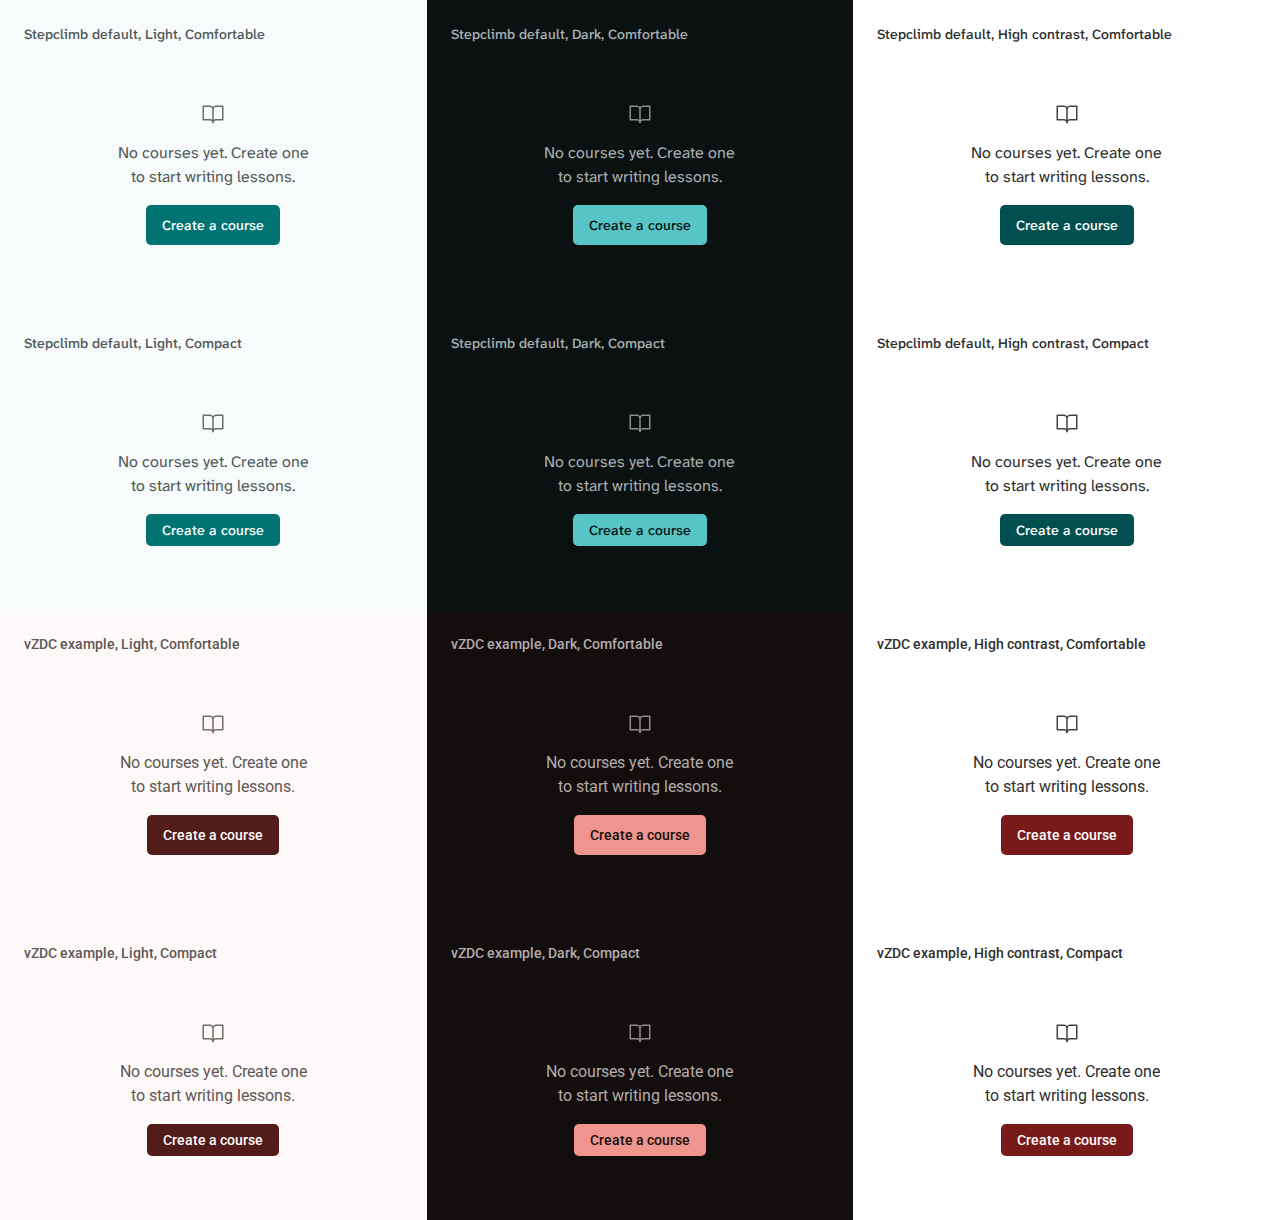 Stepclimb default, Light, Comfortable
No courses yet. Create one
to start writing lessons.
Create a course
Stepclimb default, Dark, Comfortable
No courses yet. Create one
to start writing lessons.
Create a course
Stepclimb default, High contrast, Comfortable
No courses yet. Create one
to start writing lessons.
Create a course
Stepclimb default, Light, Compact
No courses yet. Create one
to start writing lessons.
Create a course
Stepclimb default, Dark, Compact
No courses yet. Create one
to start writing lessons.
Create a course
Stepclimb default, High contrast, Compact
No courses yet. Create one
to start writing lessons.
Create a course
vZDC example, Light, Comfortable
No courses yet. Create one
to start writing lessons.
Create a course
vZDC example, Dark, Comfortable
No courses yet. Create one
to start writing lessons.
Create a course
vZDC example, High contrast, Comfortable
No courses yet. Create one
to start writing lessons.
Create a course
vZDC example, Light, Compact
No courses yet. Create one
to start writing lessons.
Create a course
vZDC example, Dark, Compact
No courses yet. Create one
to start writing lessons.
Create a course
vZDC example, High contrast, Compact
No courses yet. Create one
to start writing lessons.
Create a course